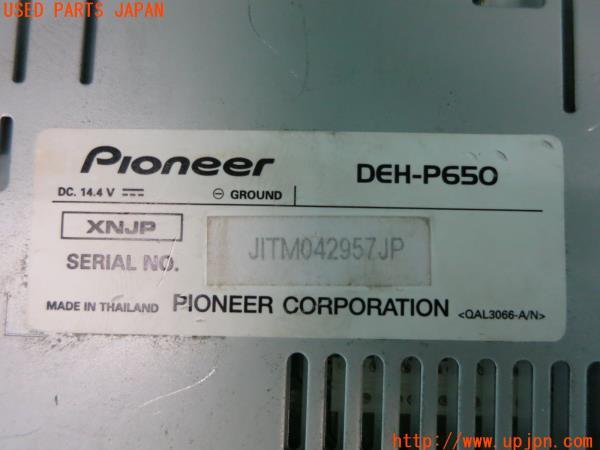 USED PARTS JAPAN
Pioneer DEH-P650
DC. 14.4 V ⎓ ⊖ GROUND
XNJP
SERIAL NO. JITM042957JP
MADE IN THAILAND PIONEER CORPORATION <QAL3066-A/N>
http://www.upjpn.com/